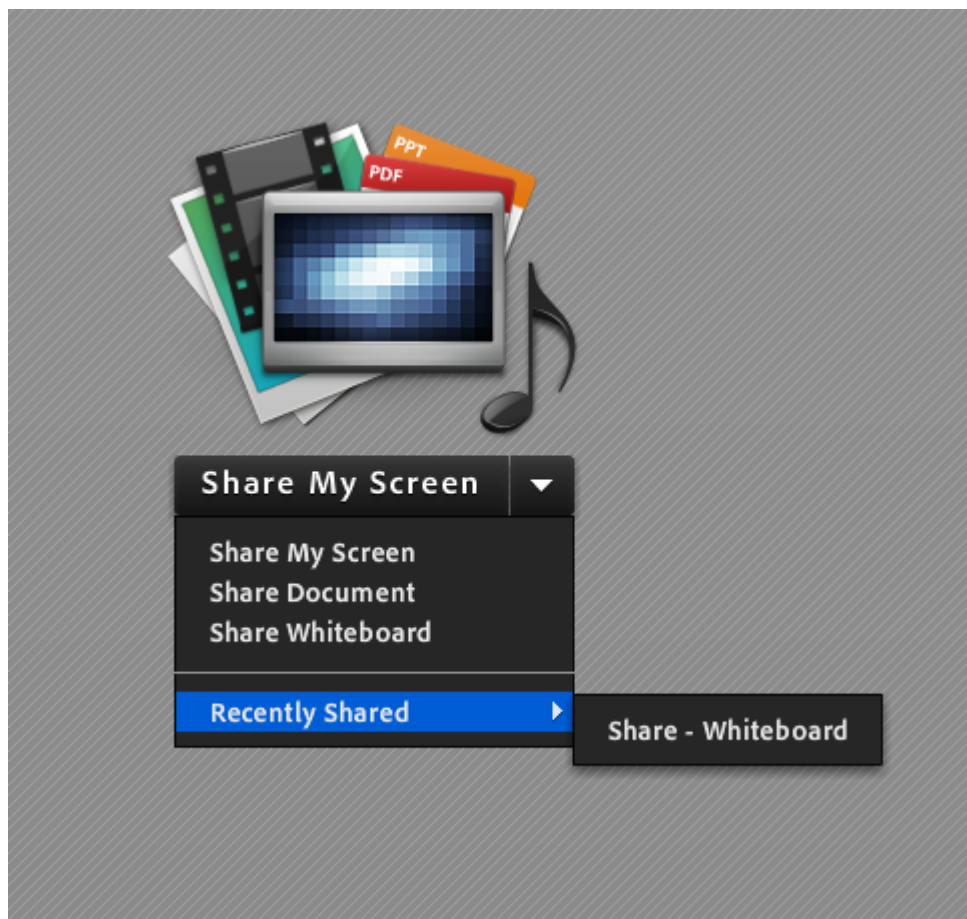 PPT
PDF
Share My Screen
Share My Screen
Share Document
Share Whiteboard
Recently Shared
Share - Whiteboard